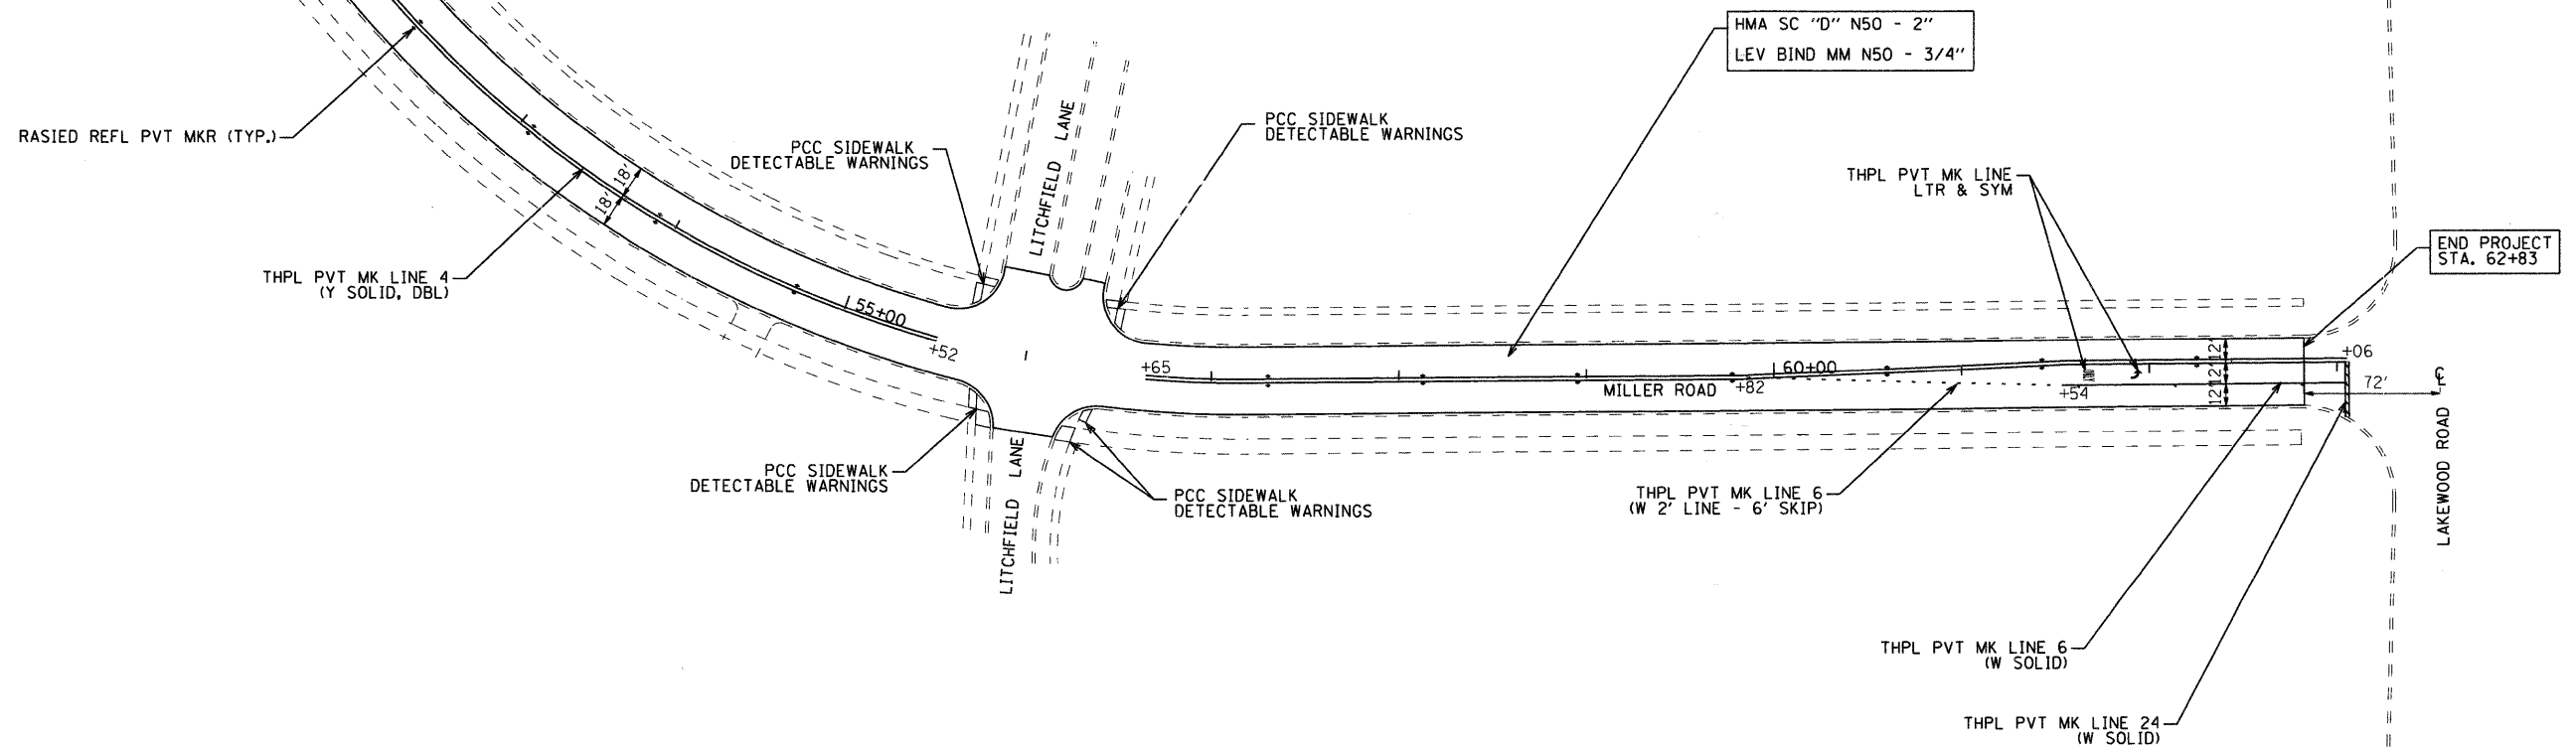 HMA SC "D" N50 - 2"
LEV BIND MM N50 - 3/4"
RASIED REFL PVT MKR (TYP.)
PCC SIDEWALK
DETECTABLE WARNINGS
LITCHFIELD LANE
PCC SIDEWALK
DETECTABLE WARNINGS
THPL PVT MK LINE
LTR & SYM
18'
18'
END PROJECT
STA. 62+83
THPL PVT MK LINE 4
(Y SOLID, DBL)
55+00
+52
+65
60+00
MILLER ROAD
+82
+54
12'
12'
12'
+06
72'
℄
LAKEWOOD ROAD
PCC SIDEWALK
DETECTABLE WARNINGS
LITCHFIELD LANE
PCC SIDEWALK
DETECTABLE WARNINGS
THPL PVT MK LINE 6
(W 2' LINE - 6' SKIP)
THPL PVT MK LINE 6
(W SOLID)
THPL PVT MK LINE 24
(W SOLID)